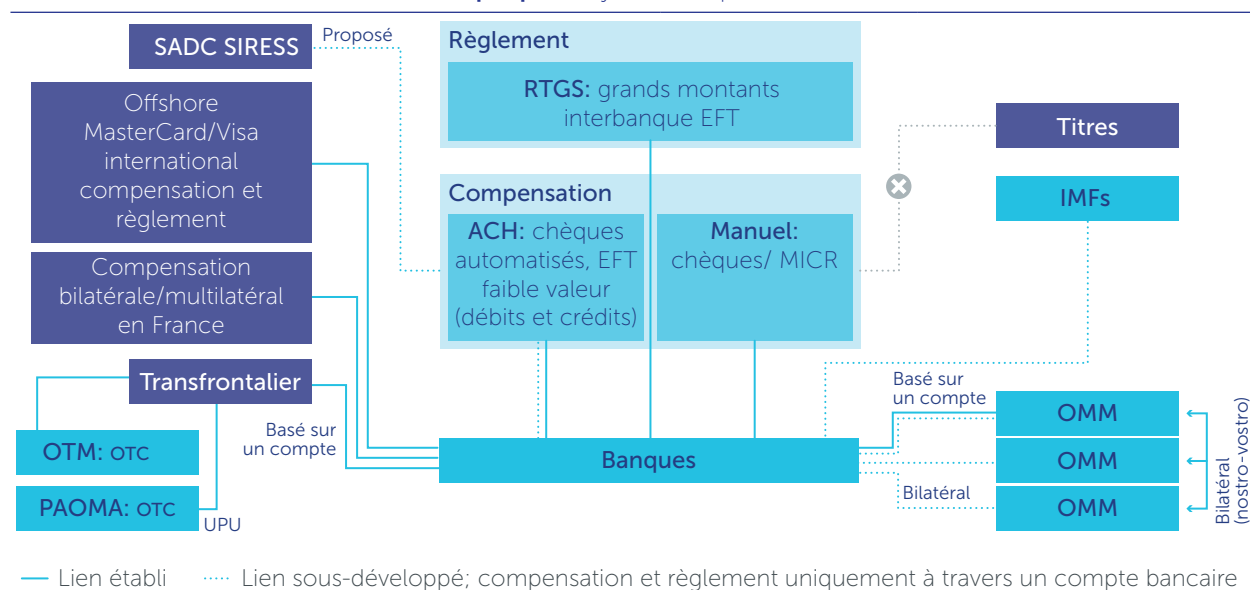 SADC SIRESS
Proposé
Règlement
RTGS: grands montants
interbanque EFT
Offshore
MasterCard/Visa
international
compensation et
règlement
Titres
IMFs
Compensation
ACH: chèques
automatisés, EFT
faible valeur
(débits et crédits)
Manuel:
chèques/ MICR
Compensation
bilatérale/multilatéral
en France
Transfrontalier
Basé sur
un compte
OTM: OTC
PAOMA: OTC
UPU
Banques
Basé sur
un compte
Bilatéral
OMM
OMM
OMM
Bilatéral
(nostro-vostro)
Lien établi
Lien sous-développé; compensation et règlement uniquement à travers un compte bancaire